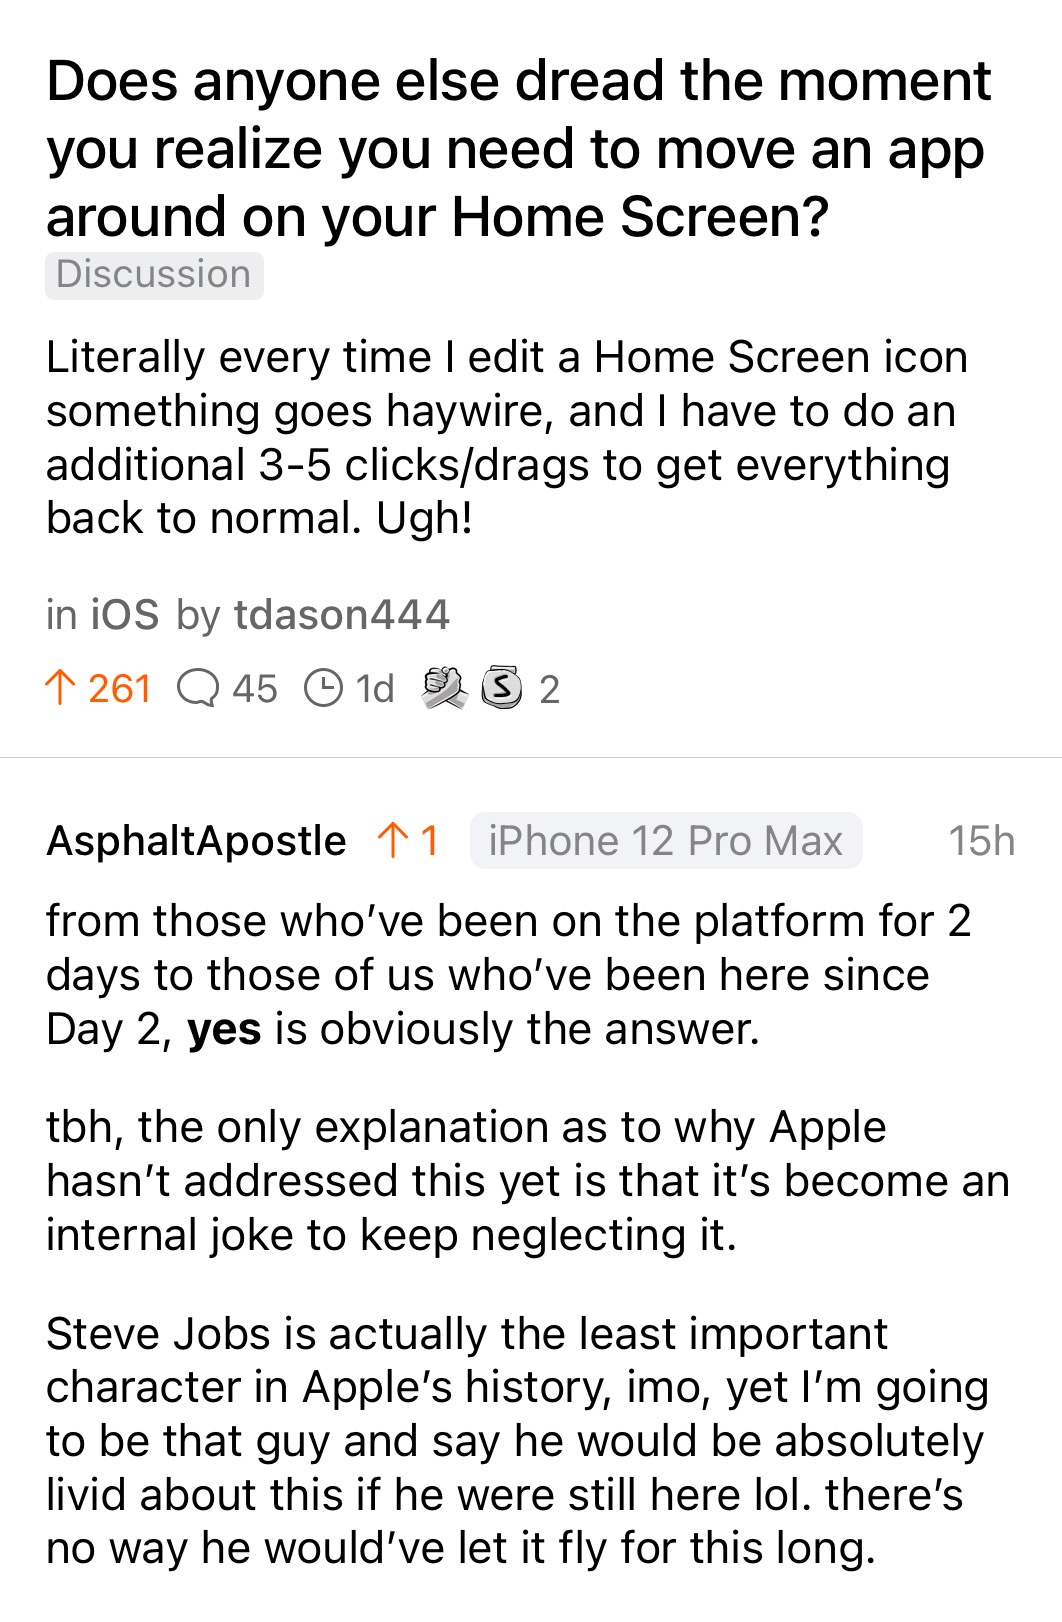 Does anyone else dread the moment
you realize you need to move an app
around on your Home Screen?
Discussion
Literally every time I edit a Home Screen icon
something goes haywire, and I have to do an
additional 3-5 clicks/drags to get everything
back to normal. Ugh!
in iOS by tdason444
261 45 1d S 2
AsphaltApostle 1 iPhone 12 Pro Max 15h
from those who’ve been on the platform for 2
days to those of us who’ve been here since
Day 2, yes is obviously the answer.
tbh, the only explanation as to why Apple
hasn’t addressed this yet is that it’s become an
internal joke to keep neglecting it.
Steve Jobs is actually the least important
character in Apple’s history, imo, yet I’m going
to be that guy and say he would be absolutely
livid about this if he were still here lol. there’s
no way he would’ve let it fly for this long.